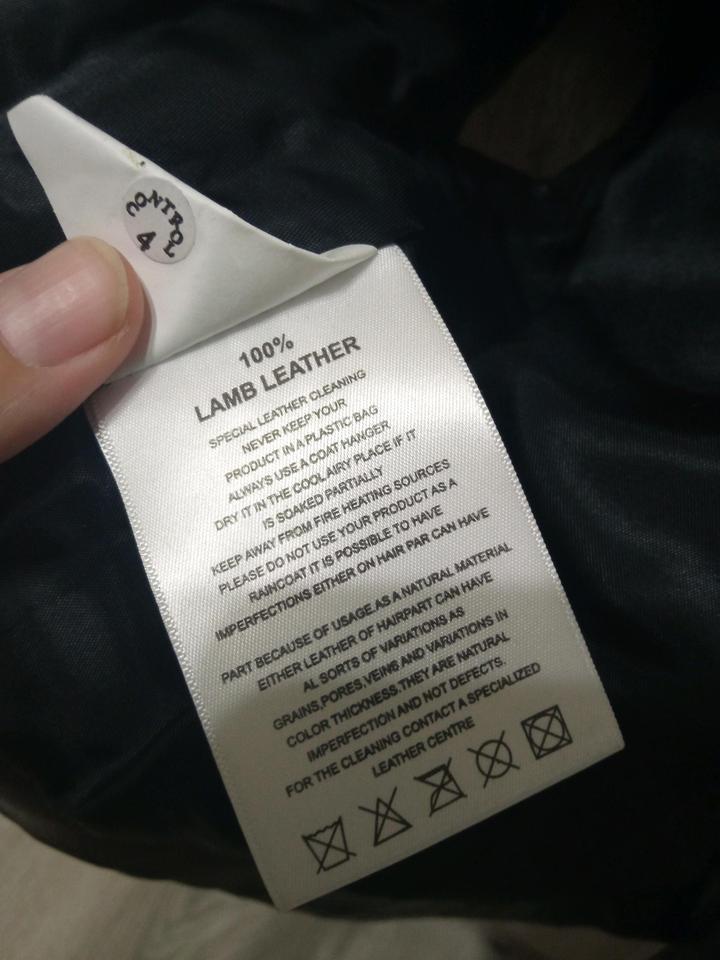 CONTROL
4
100%
LAMB LEATHER
SPECIAL LEATHER CLEANING
NEVER KEEP YOUR
PRODUCT IN A PLASTIC BAG
ALWAYS USE A COAT HANGER
DRY IT IN THE COOLAIRY PLACE IF IT
IS SOAKED PARTIALLY
KEEP AWAY FROM FIRE HEATING SOURCES
PLEASE DO NOT USE YOUR PRODUCT AS A
RAINCOAT IT IS POSSIBLE TO HAVE
IMPERFECTIONS EITHER ON HAIR PAR CAN HAVE
PART BECAUSE OF USAGE.AS A NATURAL MATERIAL
EITHER LEATHER OF HAIRPART CAN HAVE
AL SORTS OF VARIATIONS AS
GRAINS,PORES,VEINS AND VARIATIONS IN
COLOR THICKNESS.THEY ARE NATURAL
IMPERFECTION AND NOT DEFECTS.
FOR THE CLEANING CONTACT A SPECIALIZED
LEATHER CENTRE